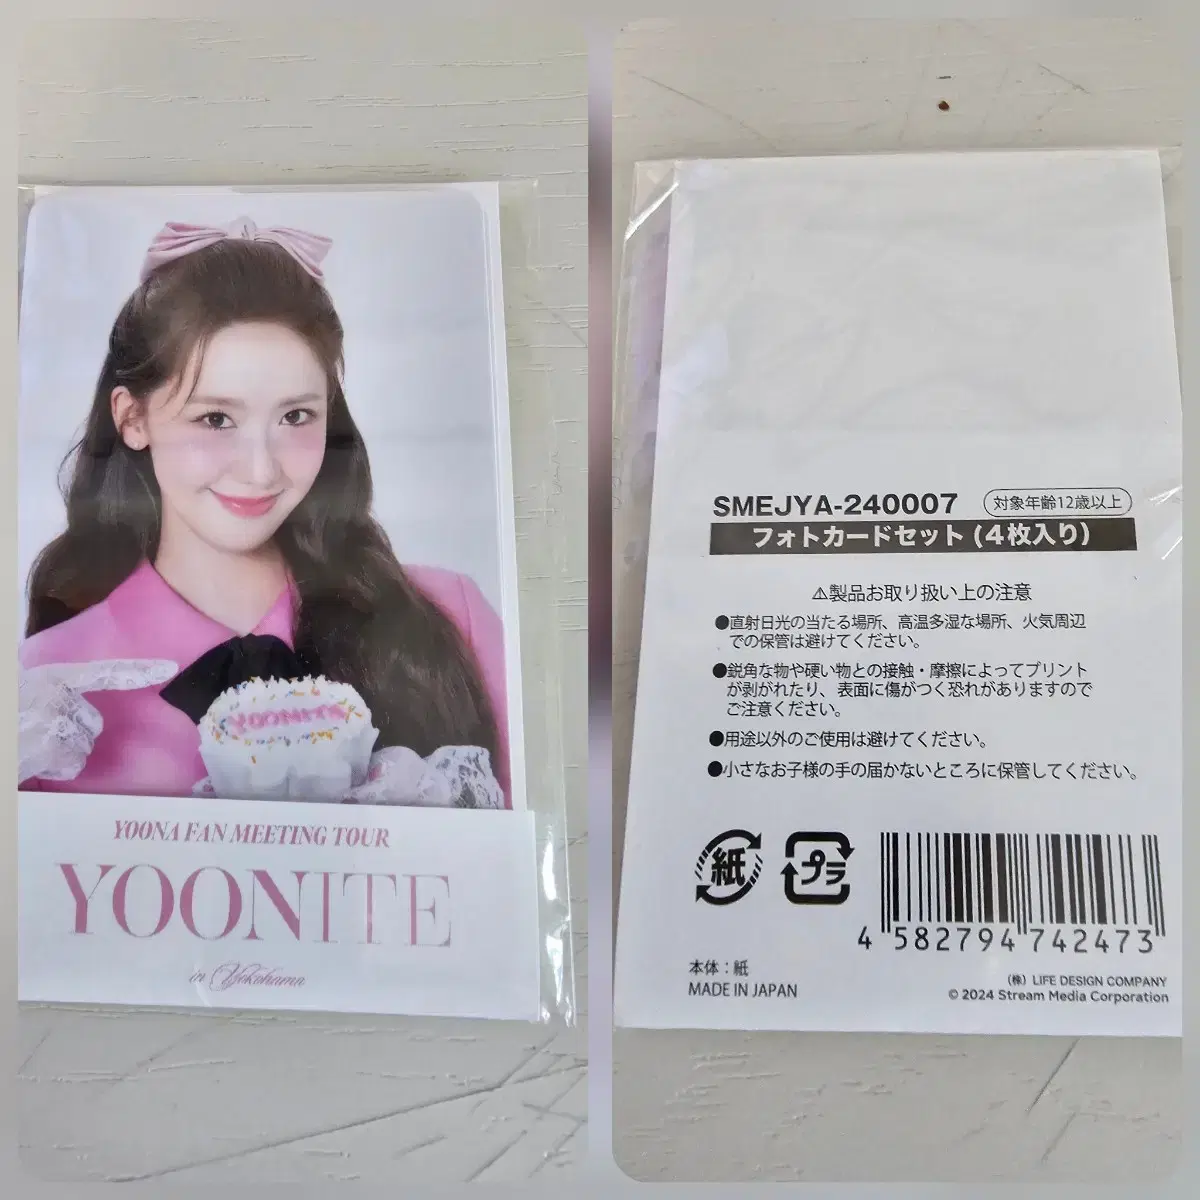 YOONITE
YOONA FAN MEETING TOUR
YOONITE
in Yokohama
SMEJYA-240007
対象年齢12歳以上
フォトカードセット(4枚入り)
⚠製品お取り扱い上の注意
●直射日光の当たる場所、高温多湿な場所、火気周辺
での保管は避けてください。
●鋭角な物や硬い物との接触・摩擦によってプリント
が剥がれたり、表面に傷がつく恐れがありますので
ご注意ください。
●用途以外のご使用は避けてください。
●小さなお子様の手の届かないところに保管してください。
紙
プラ
4 582794 742473
本体:紙
MADE IN JAPAN
(株) LIFE DESIGN COMPANY
© 2024 Stream Media Corporation